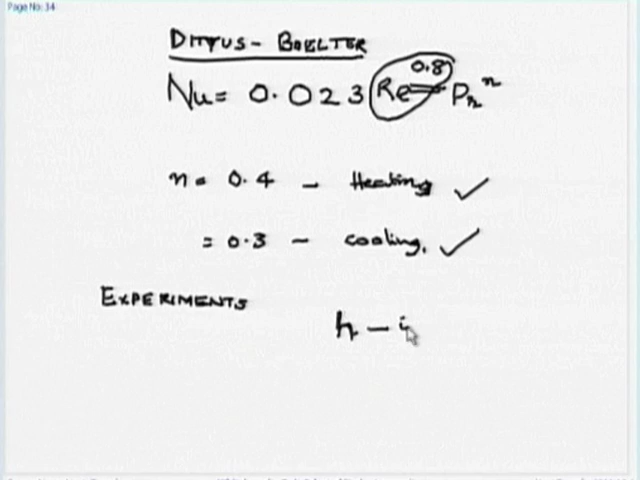 Page No: 34
DITTUS - BOELTER
Nu = 0.023 Re^0.8 Pr^n
n = 0.4 - Heating ✓
= 0.3 - cooling, ✓
EXPERIMENTS
h - i